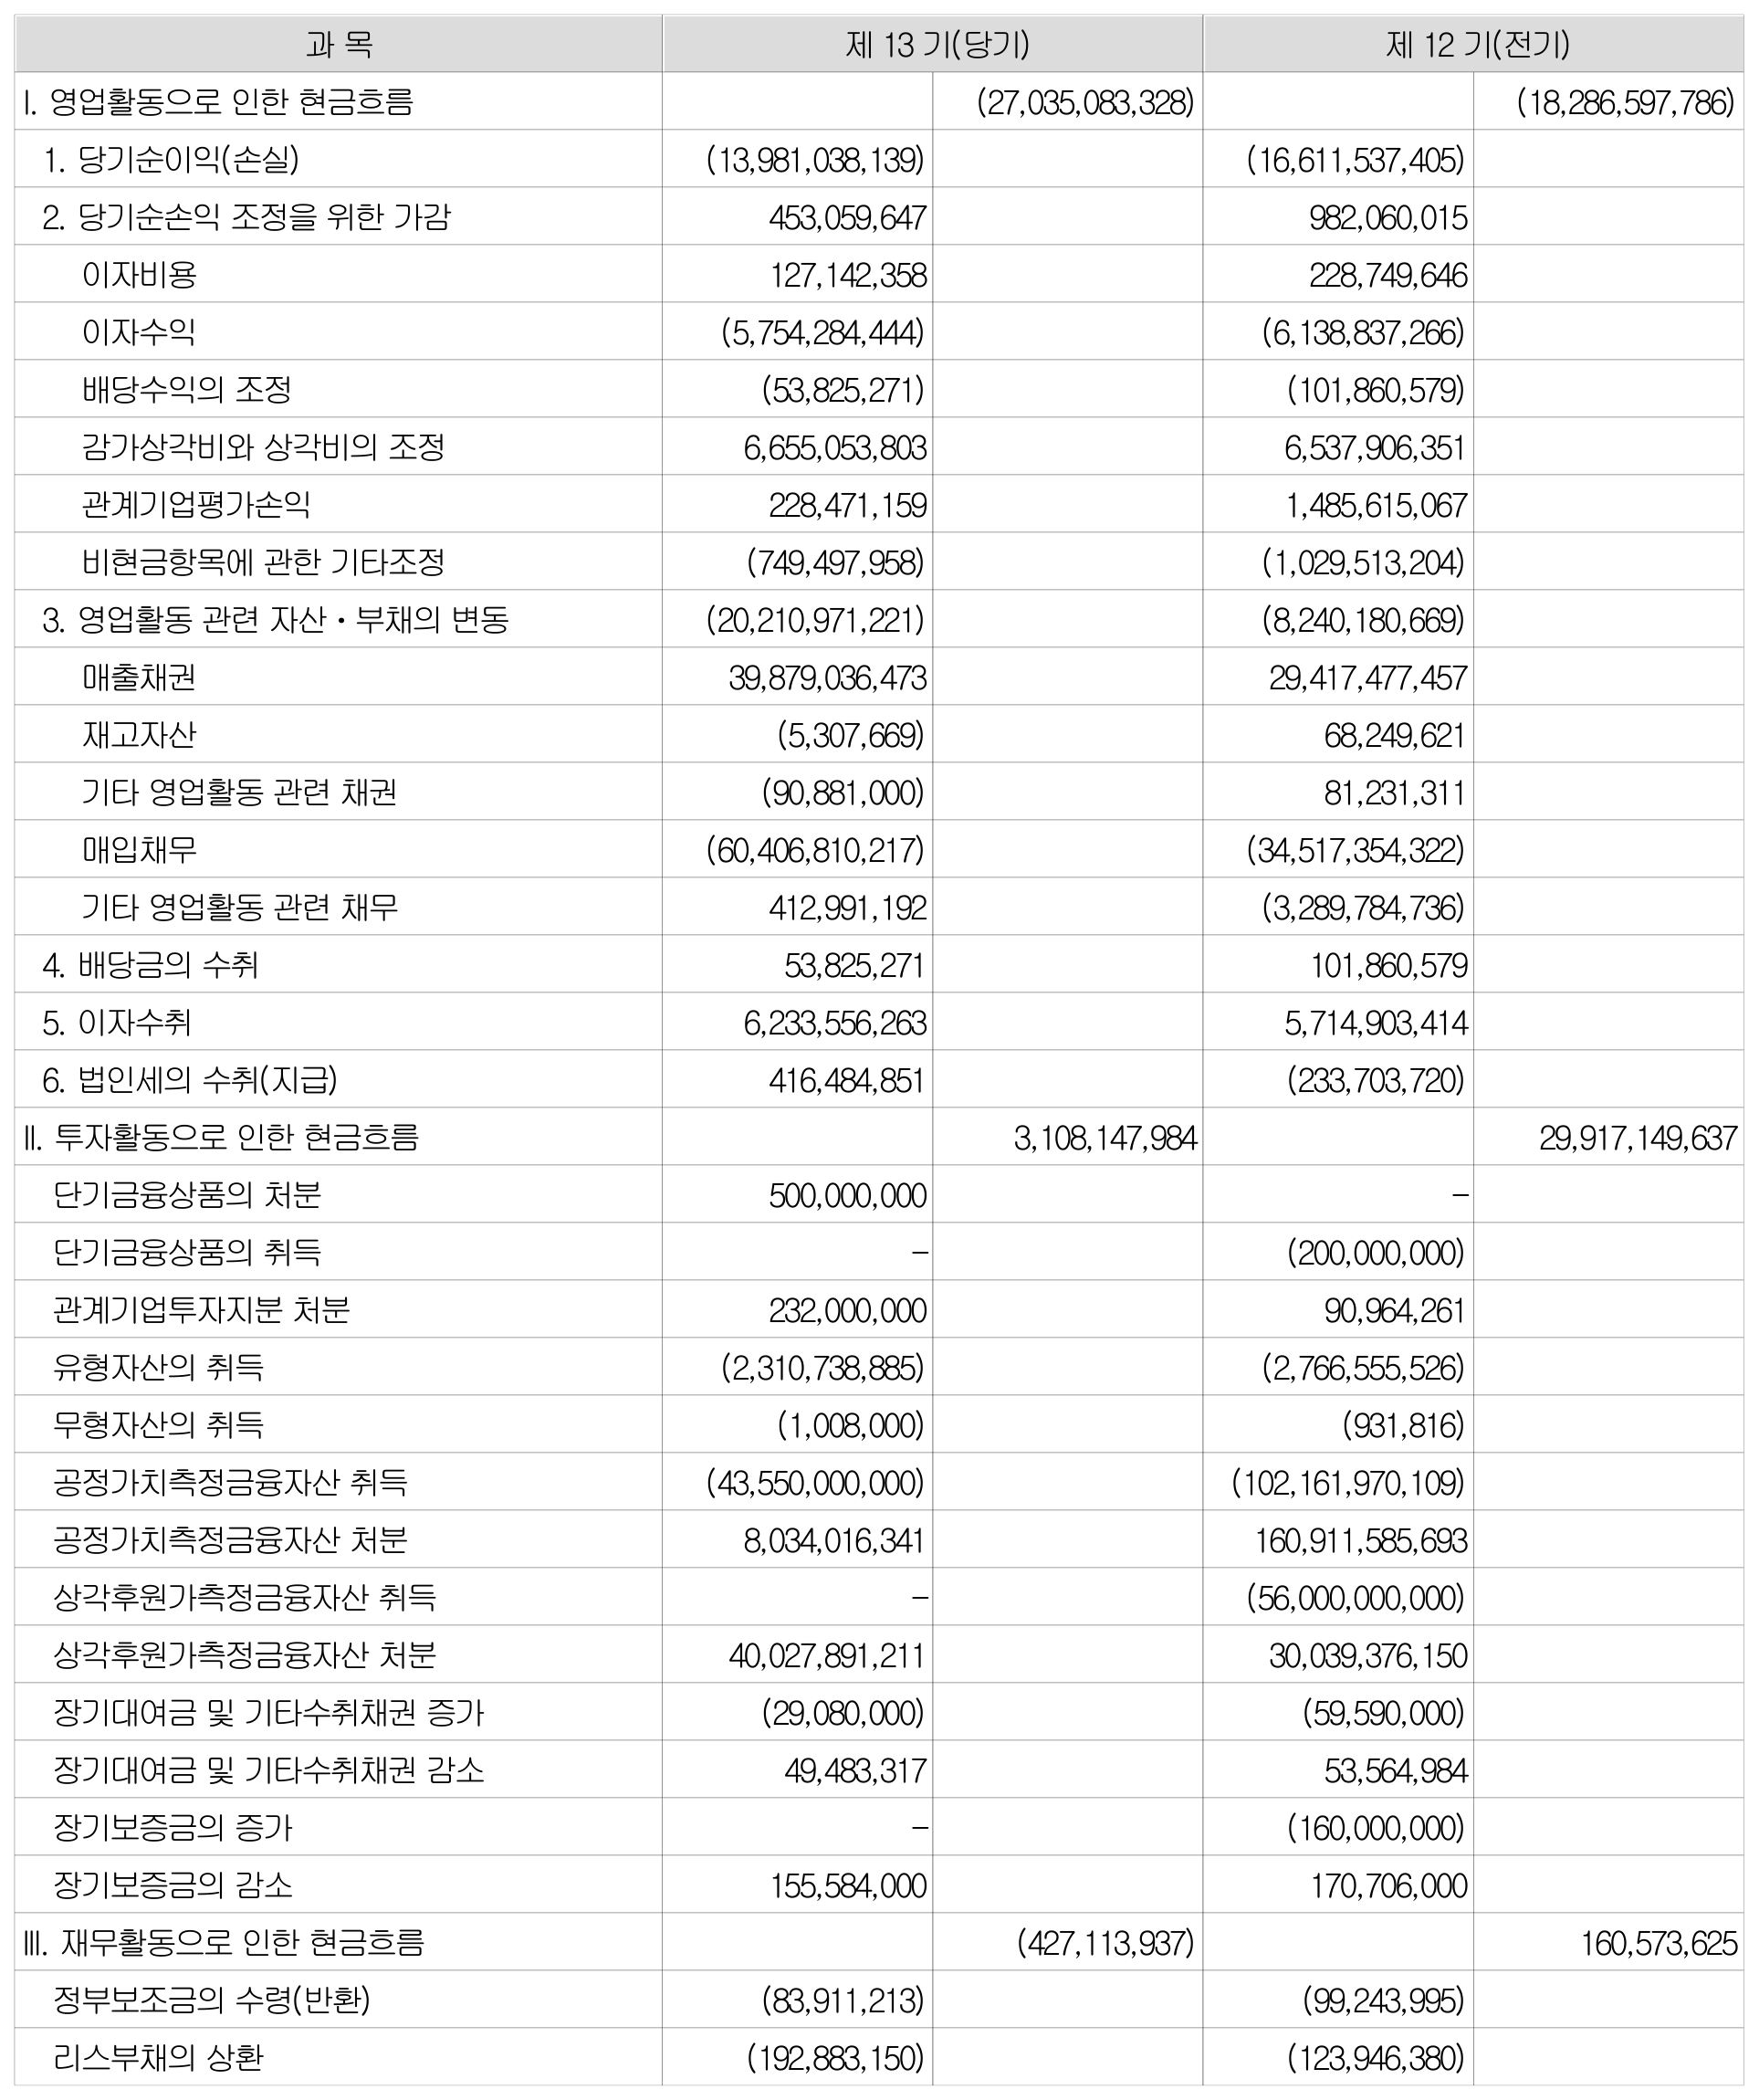 과 목 제 13 기(당기) 제 12 기(전기)
Ⅰ. 영업활동으로 인한 현금흐름 (27,035,083,328) (18,286,597,786)
1. 당기순이익(손실) (13,981,038,139) (16,611,537,405)
2. 당기순손익 조정을 위한 가감 453,059,647 982,060,015
이자비용 127,142,358 228,749,646
이자수익 (5,754,284,444) (6,138,837,266)
배당수익의 조정 (53,825,271) (101,860,579)
감가상각비와 상각비의 조정 6,655,053,803 6,537,906,351
관계기업평가손익 228,471,159 1,485,615,067
비현금항목에 관한 기타조정 (749,497,958) (1,029,513,204)
3. 영업활동 관련 자산・부채의 변동 (20,210,971,221) (8,240,180,669)
매출채권 39,879,036,473 29,417,477,457
재고자산 (5,307,669) 68,249,621
기타 영업활동 관련 채권 (90,881,000) 81,231,311
매입채무 (60,406,810,217) (34,517,354,322)
기타 영업활동 관련 채무 412,991,192 (3,289,784,736)
4. 배당금의 수취 53,825,271 101,860,579
5. 이자수취 6,233,556,263 5,714,903,414
6. 법인세의 수취(지급) 416,484,851 (233,703,720)
Ⅱ. 투자활동으로 인한 현금흐름 3,108,147,984 29,917,149,637
단기금융상품의 처분 500,000,000 –
단기금융상품의 취득 – (200,000,000)
관계기업투자지분 처분 232,000,000 90,964,261
유형자산의 취득 (2,310,738,885) (2,766,555,526)
무형자산의 취득 (1,008,000) (931,816)
공정가치측정금융자산 취득 (43,550,000,000) (102,161,970,109)
공정가치측정금융자산 처분 8,034,016,341 160,911,585,693
상각후원가측정금융자산 취득 – (56,000,000,000)
상각후원가측정금융자산 처분 40,027,891,211 30,039,376,150
장기대여금 및 기타수취채권 증가 (29,080,000) (59,590,000)
장기대여금 및 기타수취채권 감소 49,483,317 53,564,984
장기보증금의 증가 – (160,000,000)
장기보증금의 감소 155,584,000 170,706,000
Ⅲ. 재무활동으로 인한 현금흐름 (427,113,937) 160,573,625
정부보조금의 수령(반환) (83,911,213) (99,243,995)
리스부채의 상환 (192,883,150) (123,946,380)